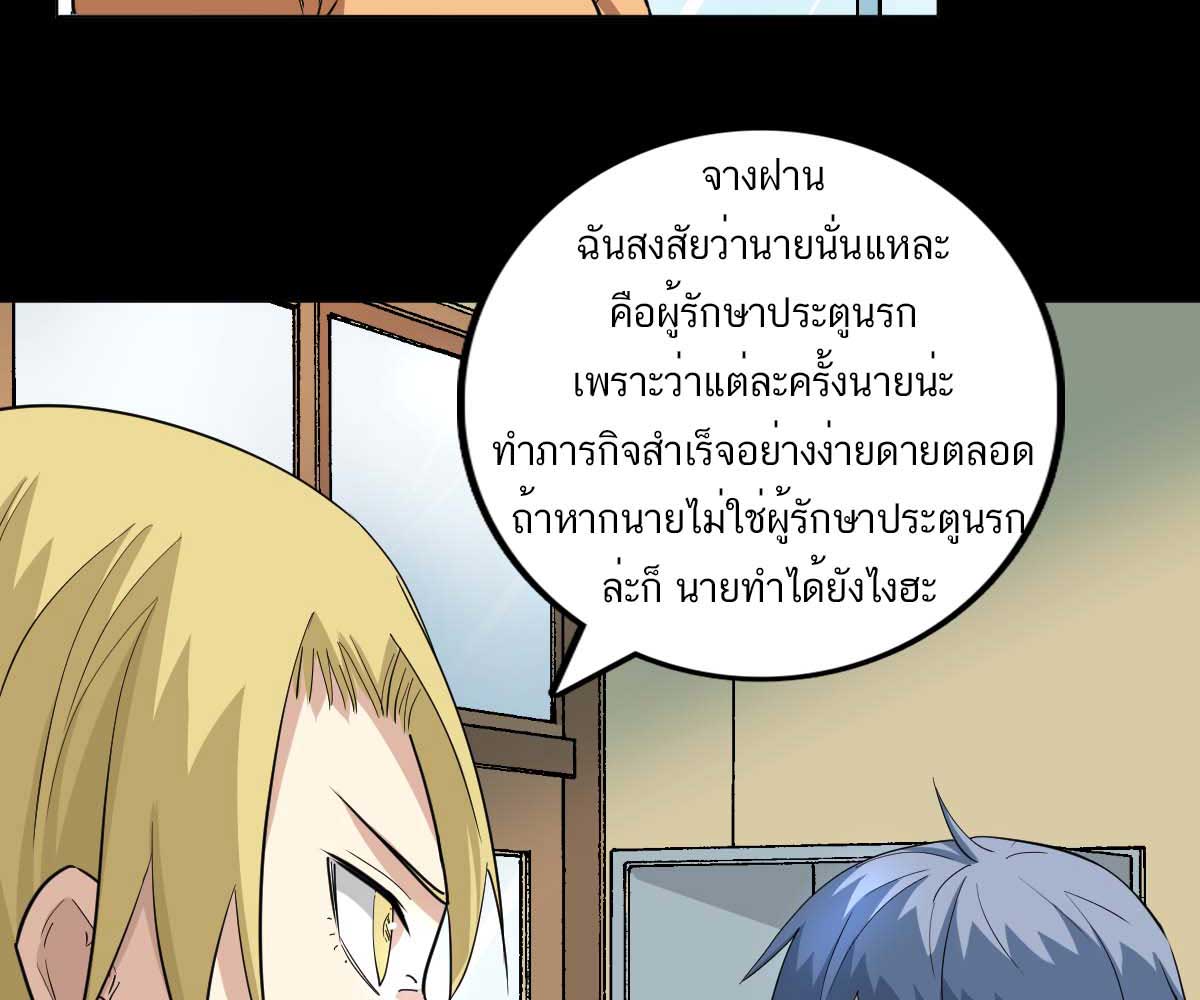 จางฝาน
ฉันสงสัยว่านายนั่นแหละ
คือผู้รักษาประตูนรก
เพราะว่าแต่ละครั้งนายน่ะ
ทำภารกิจสำเร็จอย่างง่ายดายตลอด
ถ้าหากนายไม่ใช่ผู้รักษาประตูนรก
ล่ะก็ นายทำได้ยังไงฮะ